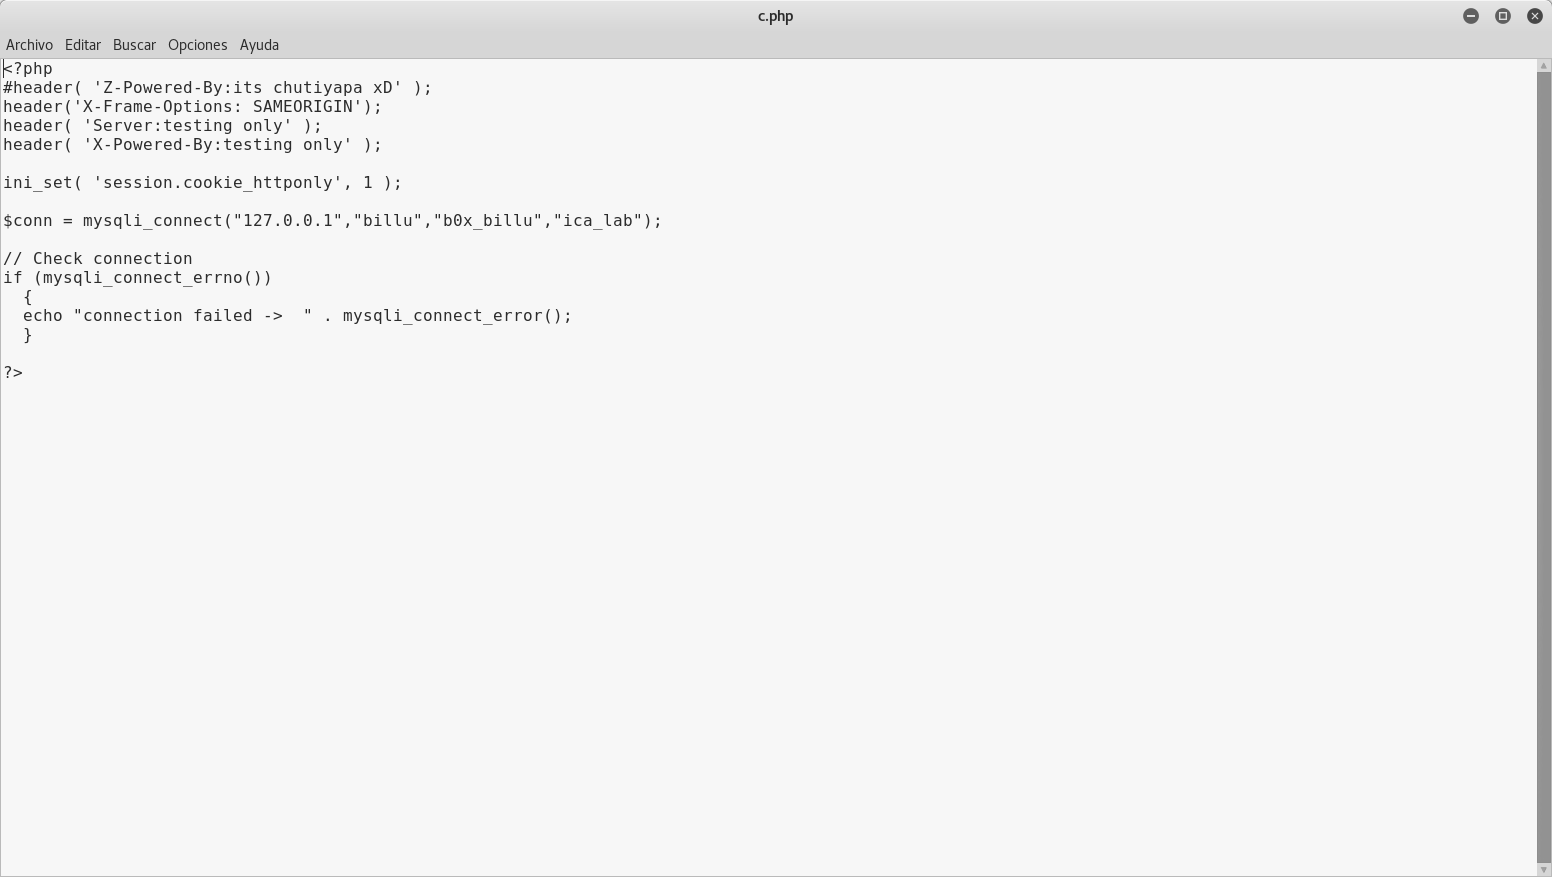 c.php
Archivo Editar Buscar Opciones Ayuda
<?php
#header( 'Z-Powered-By:its chutiyapa xD' );
header('X-Frame-Options: SAMEORIGIN');
header( 'Server:testing only' );
header( 'X-Powered-By:testing only' );

ini_set( 'session.cookie_httponly', 1 );

$conn = mysqli_connect("127.0.0.1","billu","b0x_billu","ica_lab");

// Check connection
if (mysqli_connect_errno())
  {
  echo "connection failed ->  " . mysqli_connect_error();
  }

?>